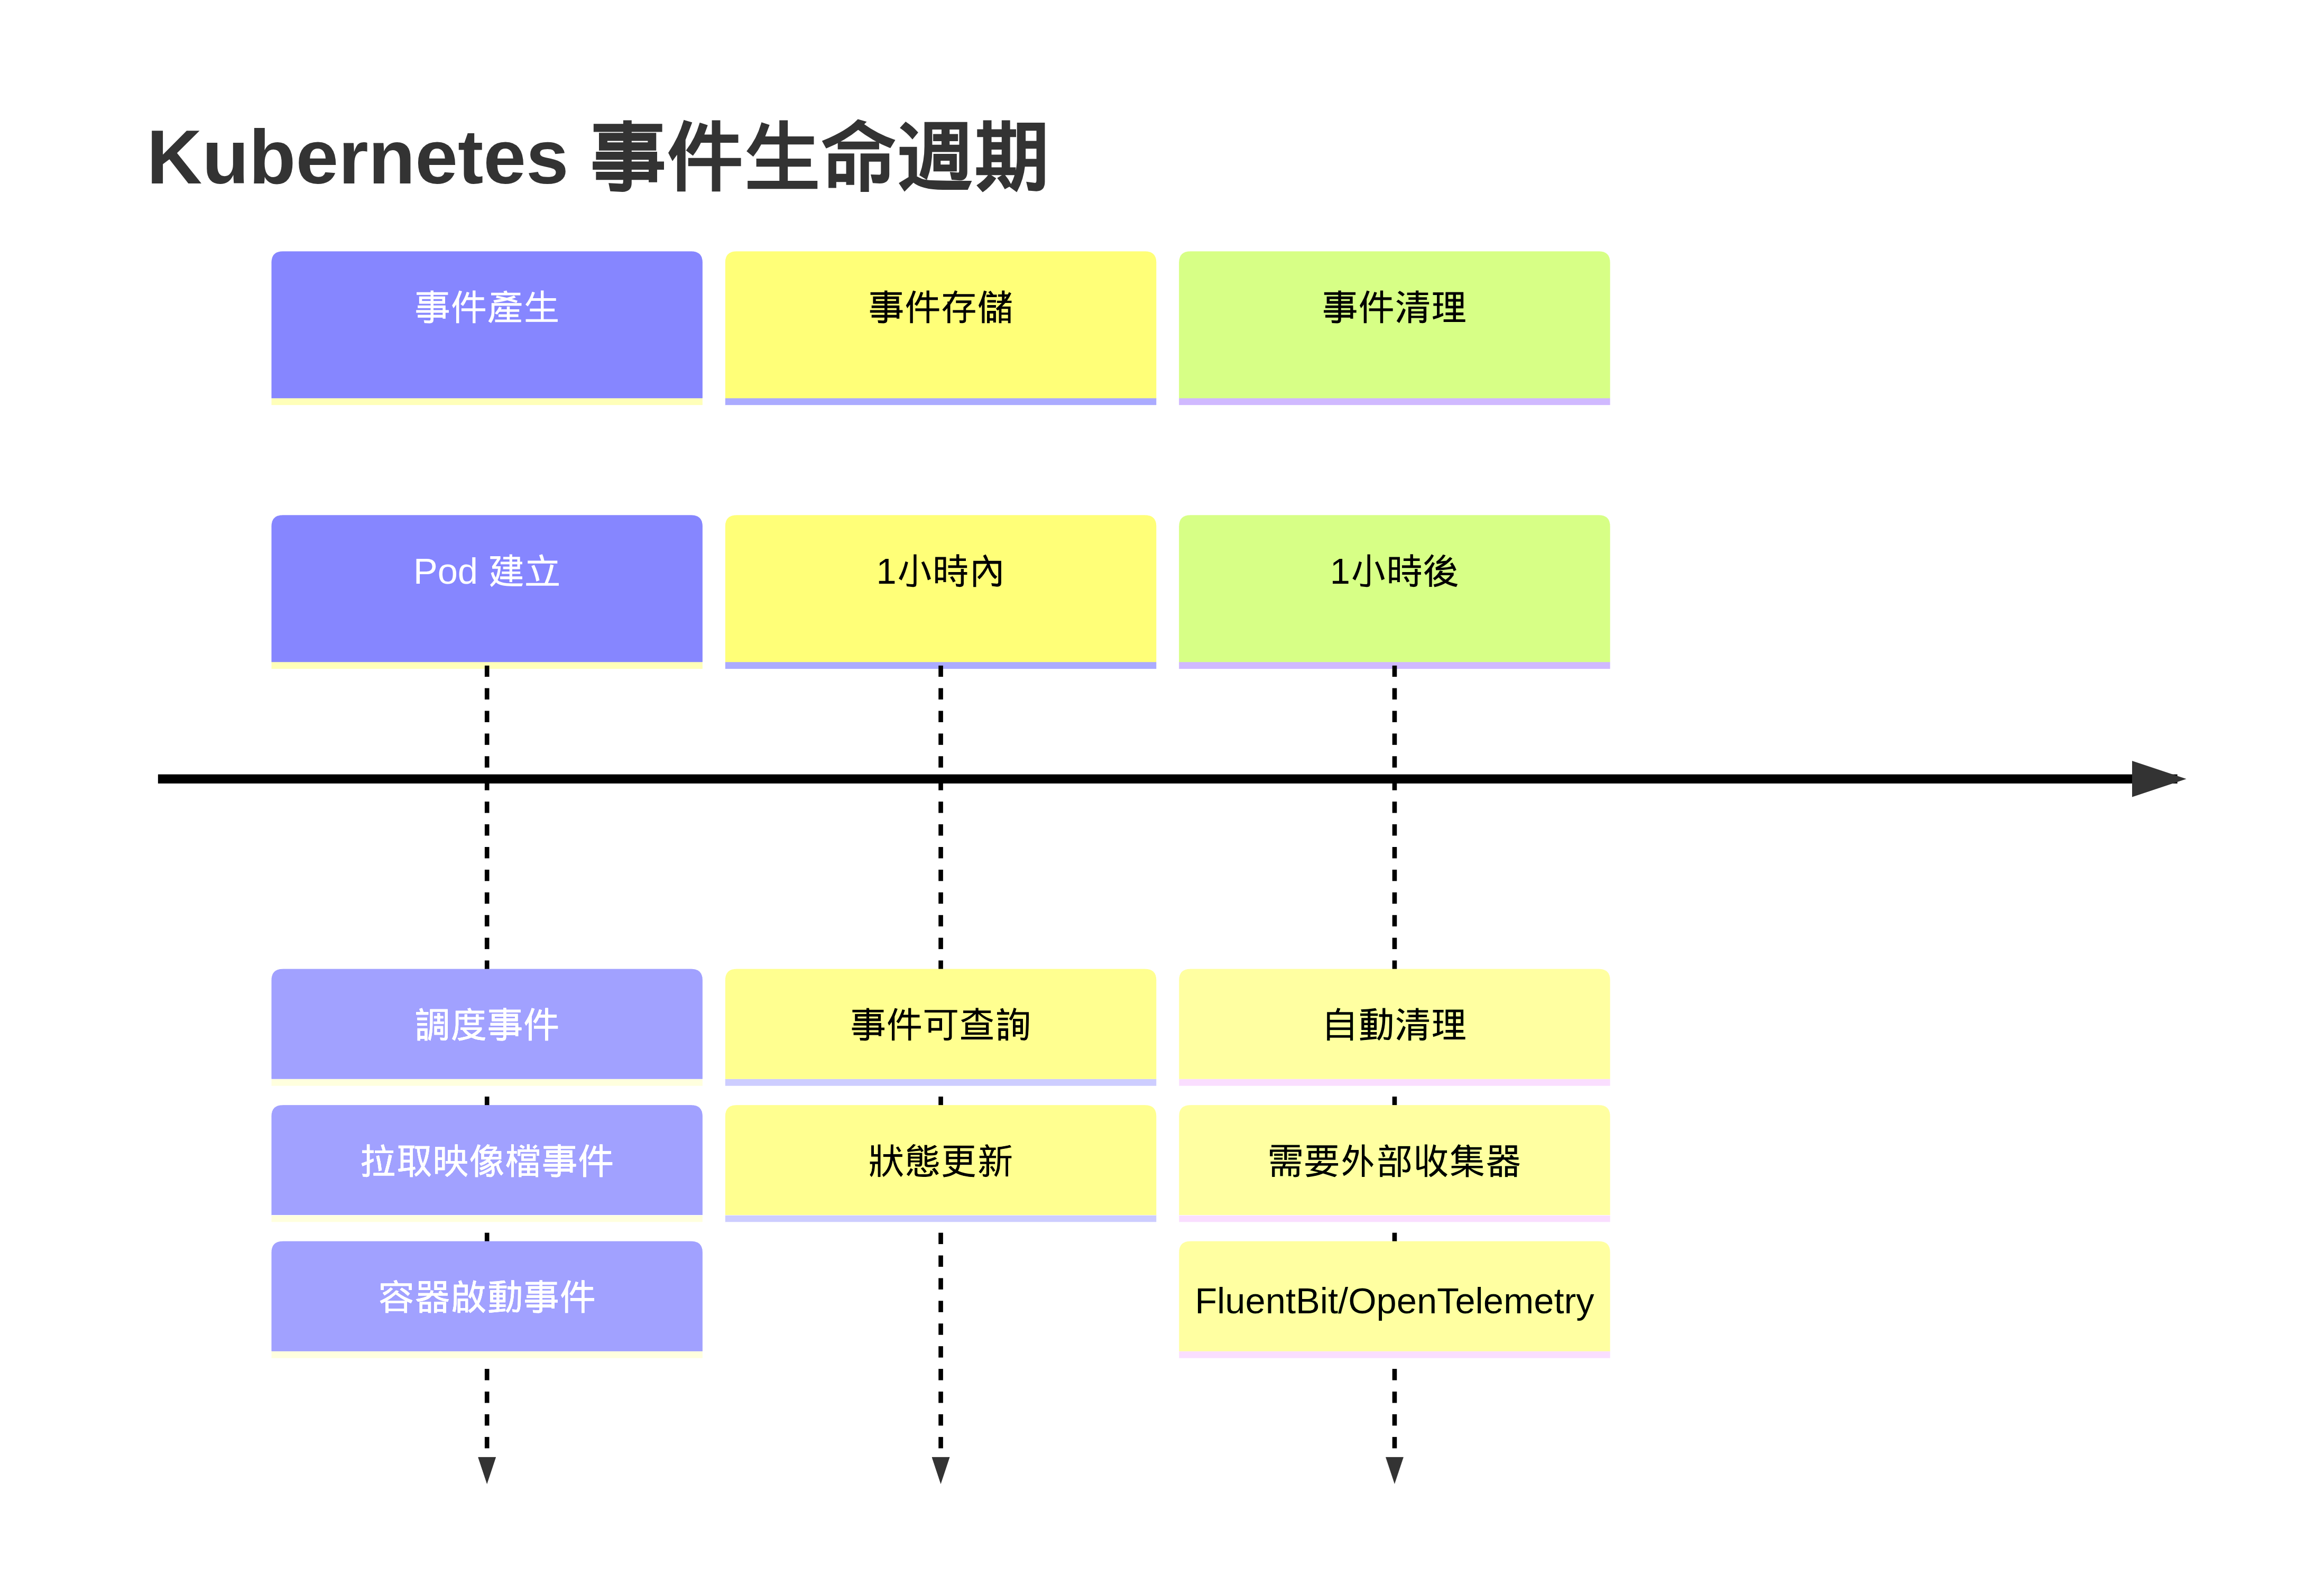 Kubernetes 事件生命週期
事件產生
事件存儲
事件清理
Pod 建立
1小時內
1小時後
調度事件
事件可查詢
自動清理
拉取映像檔事件
狀態更新
需要外部收集器
容器啟動事件
FluentBit/OpenTelemetry